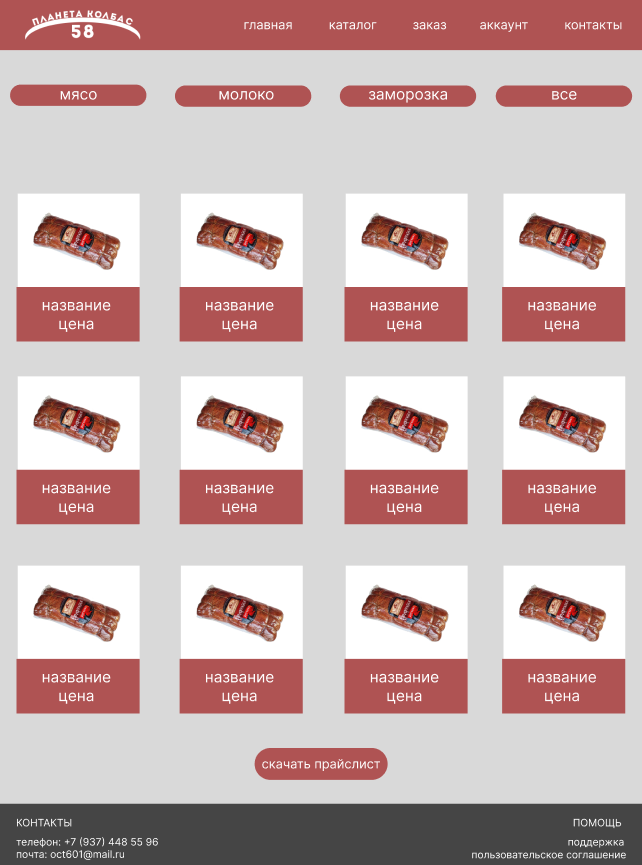 ПЛАНЕТА КОЛБАС
58
главная каталог заказ аккаунт контакты
мясо молоко заморозка все
название название название название
цена цена цена цена
название название название название
цена цена цена цена
название название название название
цена цена цена цена
скачать прайслист
КОНТАКТЫ ПОМОЩЬ
телефон: +7 (937) 448 55 96 поддержка
почта: oct601@mail.ru пользовательское соглашение